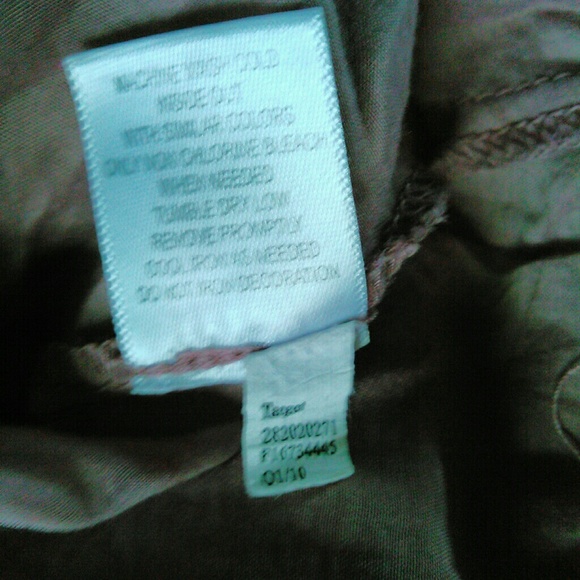 MACHINE WASH COLD
INSIDE OUT
WITH SIMILAR COLORS
ONLY NON CHLORINE BLEACH
WHEN NEEDED
TUMBLE DRY LOW
REMOVE PROMPTLY
COOL IRON AS NEEDED
DO NOT IRON DECORATION
Target
282020271
01/10